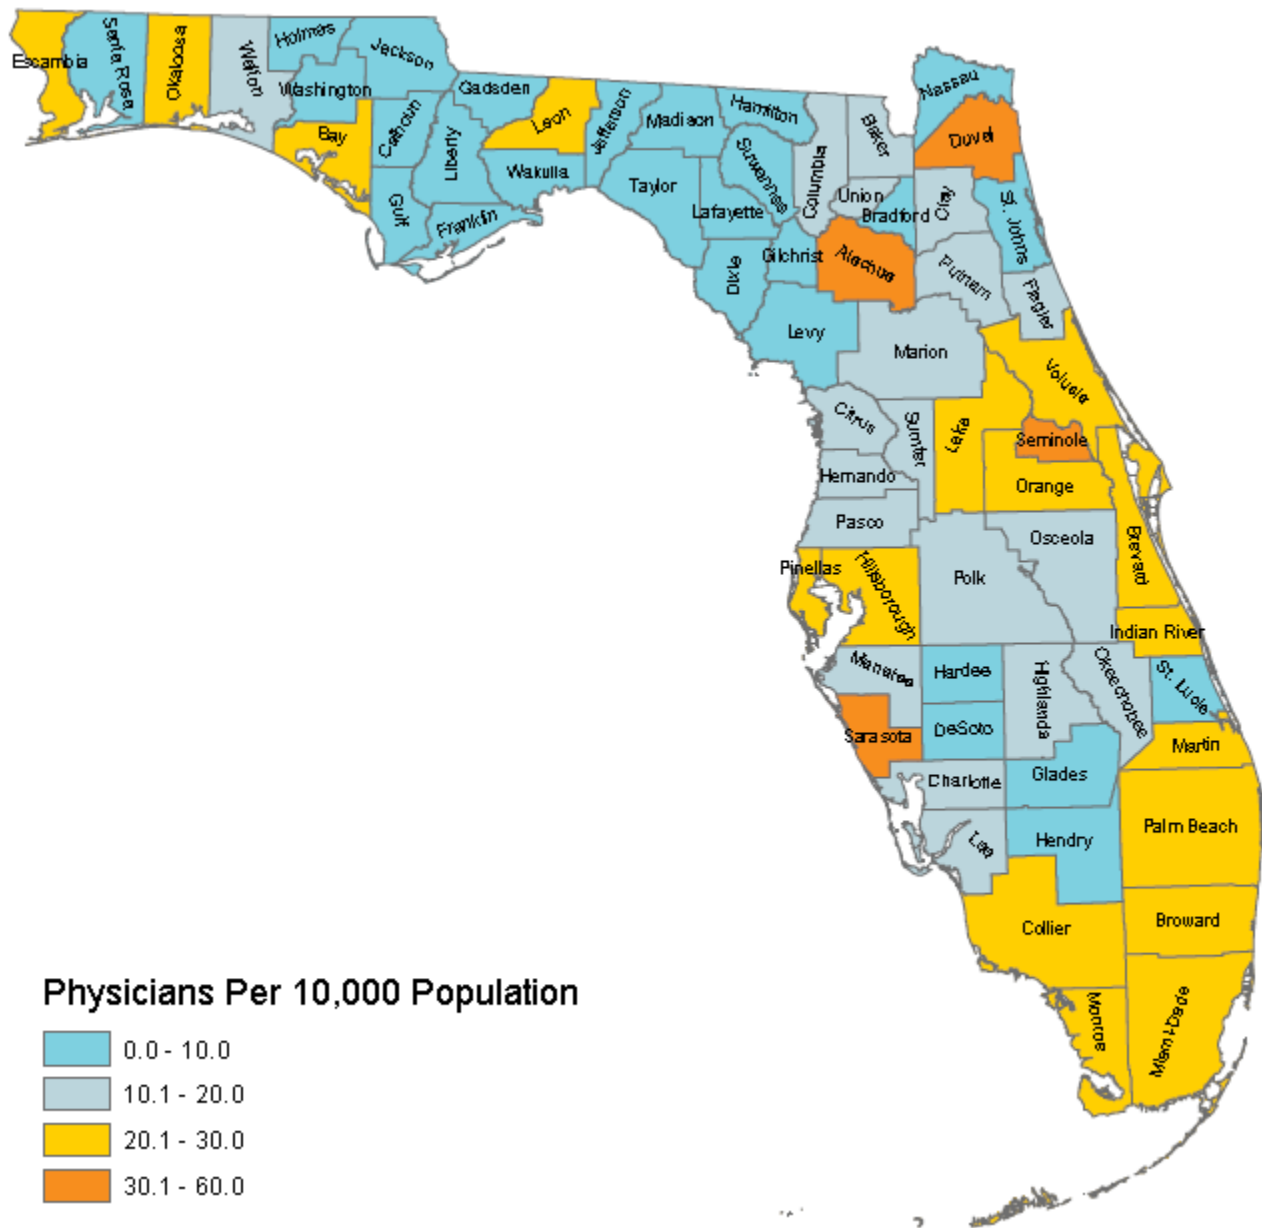 Escambia
Santa Rosa
Okaloosa
Walton
Holmes
Washington
Jackson
Bay
Calhoun
Gulf
Gadsden
Liberty
Franklin
Leon
Wakulla
Jefferson
Madison
Taylor
Hamilton
Suwannee
Lafayette
Dixie
Columbia
Gilchrist
Levy
Baker
Union
Bradford
Alachua
Nassau
Duval
Clay
St. Johns
Putnam
Flagler
Marion
Volusia
Citrus
Sumter
Lake
Seminole
Orange
Hernando
Pasco
Osceola
Brevard
Pinellas
Hillsborough
Polk
Indian River
Manatee
Hardee
Highlands
Okeechobee
St. Lucie
Sarasota
DeSoto
Martin
Charlotte
Glades
Lee
Hendry
Palm Beach
Collier
Broward
Monroe
Miami-Dade
Physicians Per 10,000 Population
0.0 - 10.0
10.1 - 20.0
20.1 - 30.0
30.1 - 60.0